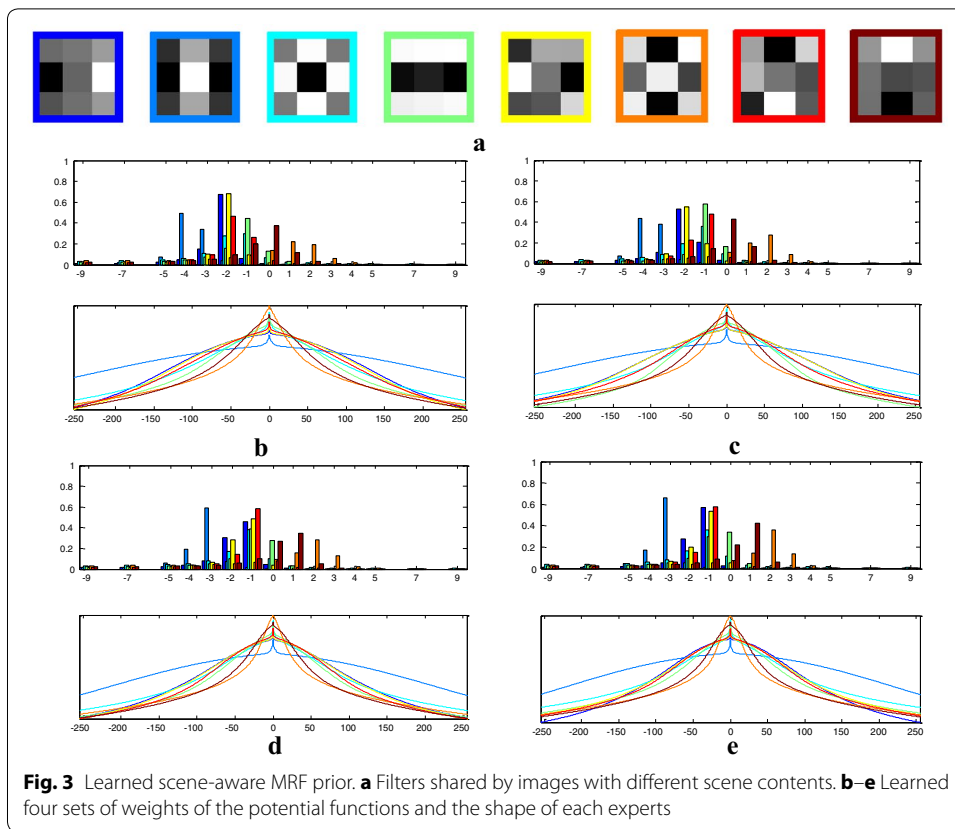 a
1
0.8
0.6
0.4
0.2
0
-9 -7 -5 -4 -3 -2 -1 0 1 2 3 4 5 7 9
1
0.8
0.6
0.4
0.2
0
-9 -7 -5 -4 -3 -2 -1 0 1 2 3 4 5 7 9
-250 -200 -150 -100 -50 0 50 100 150 200 250
-250 -200 -150 -100 -50 0 50 100 150 200 250
b
c
1
0.8
0.6
0.4
0.2
0
-9 -7 -5 -4 -3 -2 -1 0 1 2 3 4 5 7 9
1
0.8
0.6
0.4
0.2
0
-9 -7 -5 -4 -3 -2 -1 0 1 2 3 4 5 7 9
-250 -200 -150 -100 -50 0 50 100 150 200 250
-250 -200 -150 -100 -50 0 50 100 150 200 250
d
e
Fig. 3 Learned scene-aware MRF prior. a Filters shared by images with different scene contents. b–e Learned
four sets of weights of the potential functions and the shape of each experts